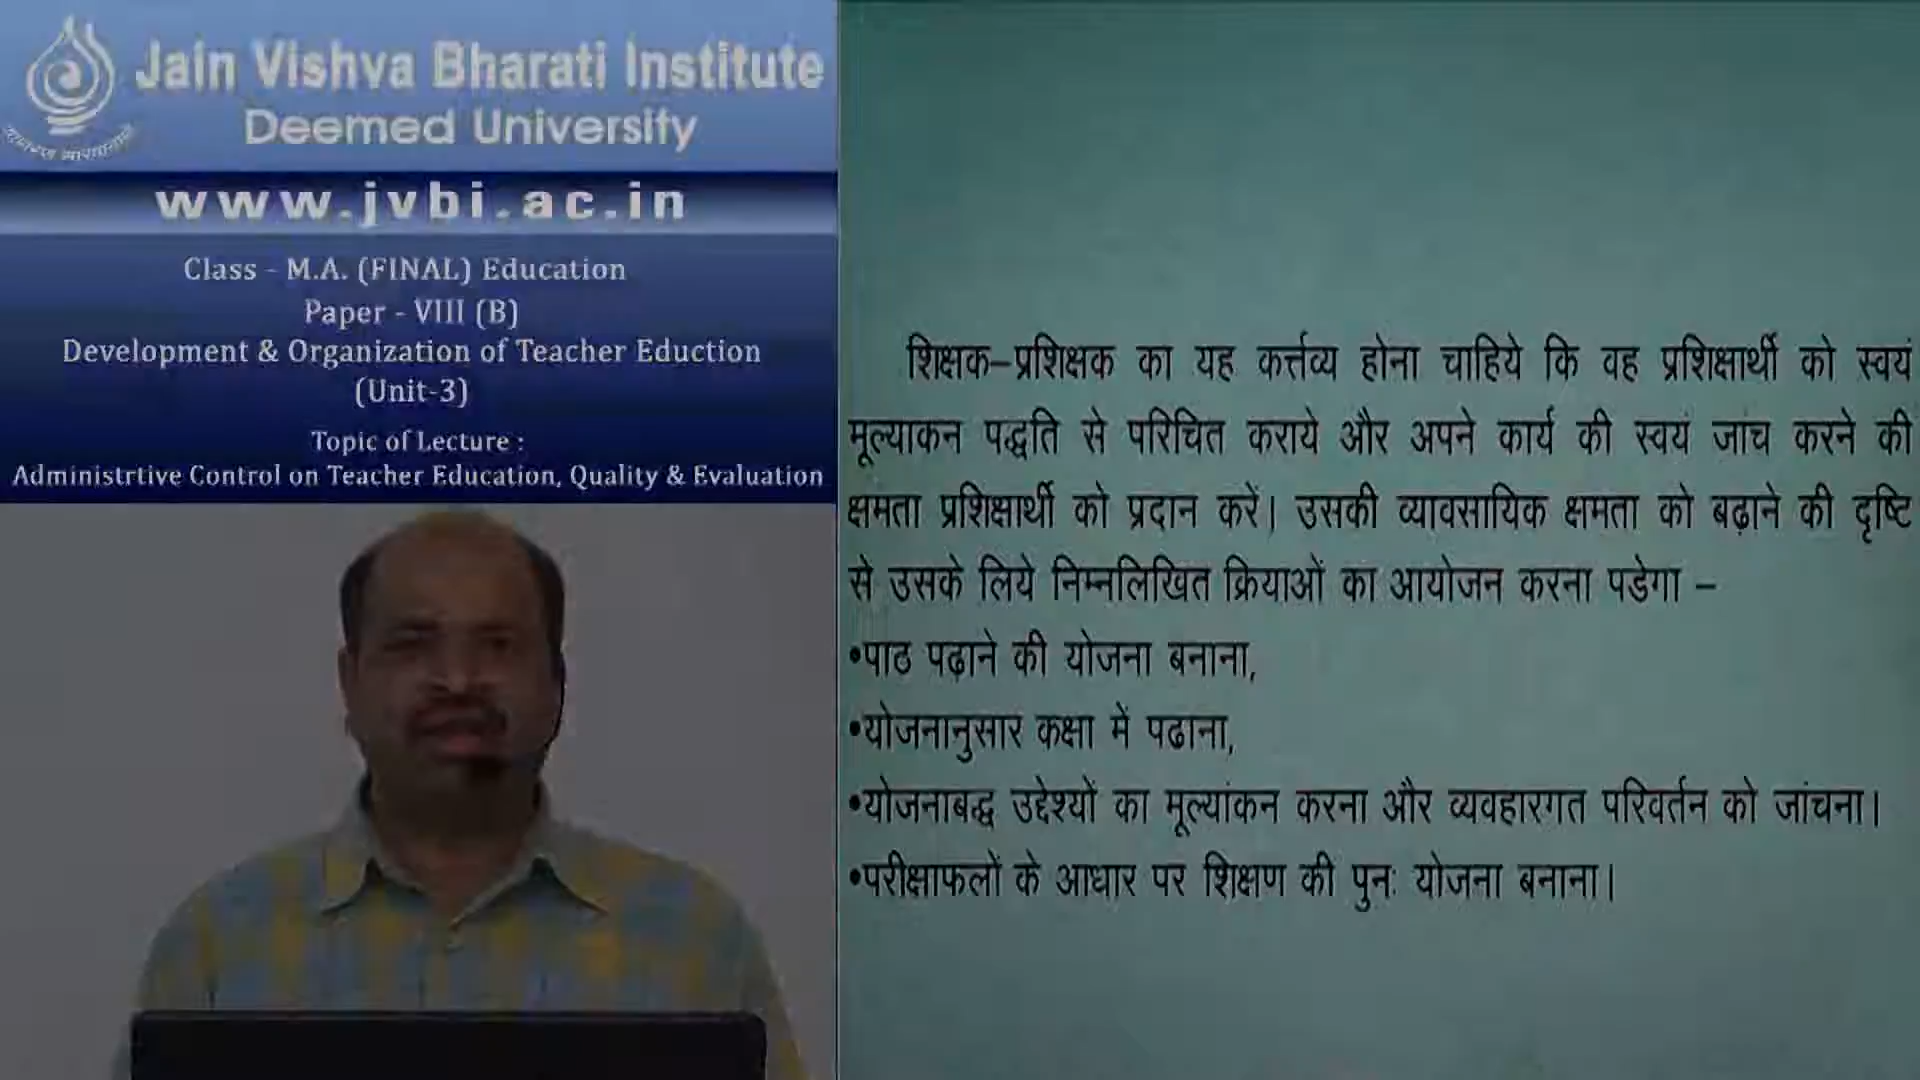 Jain Vishva Bharati Institute
Deemed University
www.jvbi.ac.in
Class - M.A. (FINAL) Education
Paper - VIII (B)
Development & Organization of Teacher Eduction
(Unit-3)
Topic of Lecture :
Administrtive Control on Teacher Education, Quality & Evaluation
शिक्षक–प्रशिक्षक का यह कर्त्तव्य होना चाहिये कि वह प्रशिक्षार्थी को स्वयं
मूल्याकन पद्धति से परिचित कराये और अपने कार्य की स्वयं जांच करने की
क्षमता प्रशिक्षार्थी को प्रदान करें। उसकी व्यावसायिक क्षमता को बढ़ाने की दृष्टि
से उसके लिये निम्नलिखित क्रियाओं का आयोजन करना पडेगा –
•पाठ पढ़ाने की योजना बनाना,
•योजनानुसार कक्षा में पढाना,
•योजनाबद्ध उद्देश्यों का मूल्यांकन करना और व्यवहारगत परिवर्तन को जांचना।
•परीक्षाफलों के आधार पर शिक्षण की पुनः योजना बनाना।